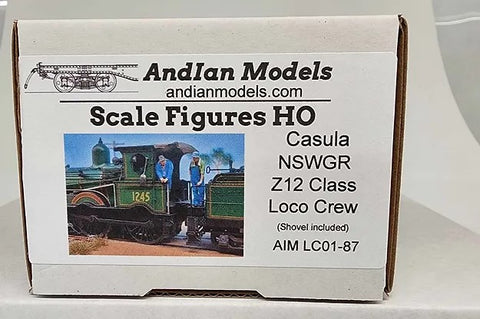 AndIan Models
andianmodels.com
Scale Figures HO
Casula
NSWGR
Z12 Class
Loco Crew
(Shovel included)
AIM LC01-87
1245